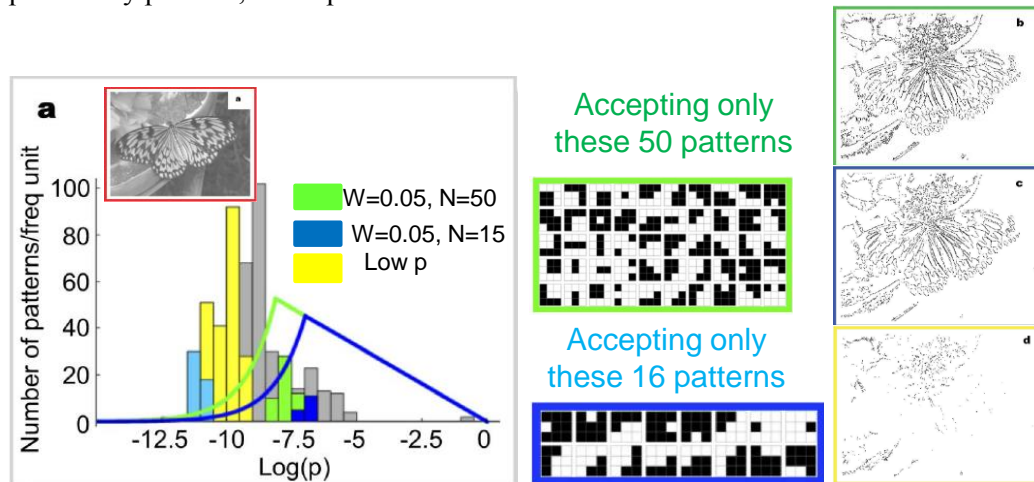 a
a
Number of patterns/freq unit
100
80
60
40
20
0
W=0.05, N=50
W=0.05, N=15
Low p
-12.5 -10 -7.5 -5 -2.5 0
Log(p)
Accepting only
these 50 patterns
Accepting only
these 16 patterns
b
c
d